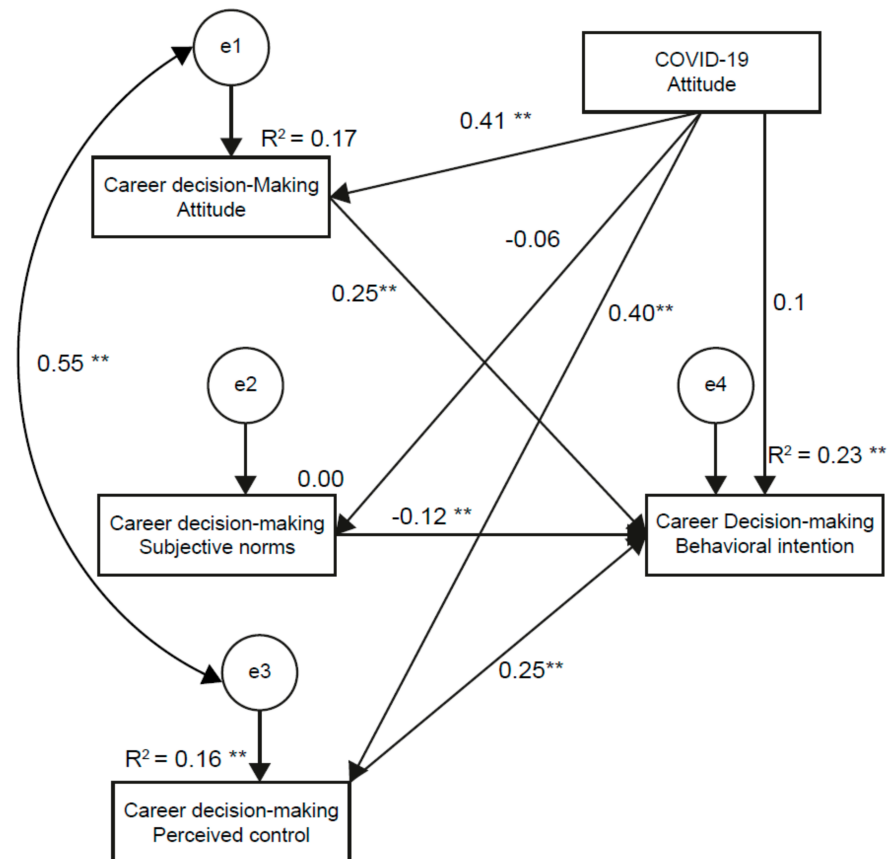 e1
COVID-19
Attitude
0.41 **
R² = 0.17
Career decision-Making
Attitude
-0.06
0.25**
0.40**
0.1
0.55 **
e2
e4
R² = 0.23 **
0.00
Career decision-making
Subjective norms
-0.12 **
Career Decision-making
Behavioral intention
e3
0.25**
R² = 0.16 **
Career decision-making
Perceived control